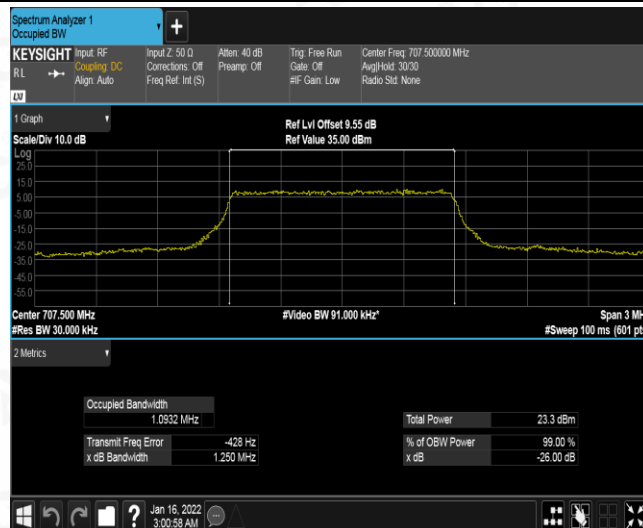 Spectrum Analyzer 1
Occupied BW
+
KEYSIGHT
R L
Input: RF
Coupling: DC
Align: Auto
Input Z: 50 Ω
Corrections: Off
Freq Ref: Int (S)
Atten: 40 dB
Preamp: Off
Trig: Free Run
Gate: Off
#IF Gain: Low
Center Freq: 707.500000 MHz
Avg|Hold: 30/30
Radio Std: None
LXI
1 Graph
Scale/Div 10.0 dB
Ref Lvl Offset 9.55 dB
Ref Value 35.00 dBm
Log
25.0
15.0
5.00
-5.00
-15.0
-25.0
-35.0
-45.0
-55.0
Center 707.500 MHz
#Res BW 30.000 kHz
#Video BW 91.000 kHz*
Span 3 MH
#Sweep 100 ms (601 pts
2 Metrics
Occupied Bandwidth
1.0932 MHz
Transmit Freq Error -428 Hz
x dB Bandwidth 1.250 MHz
Total Power 23.3 dBm
% of OBW Power 99.00 %
x dB -26.00 dB
?
Jan 16, 2022
3:00:58 AM